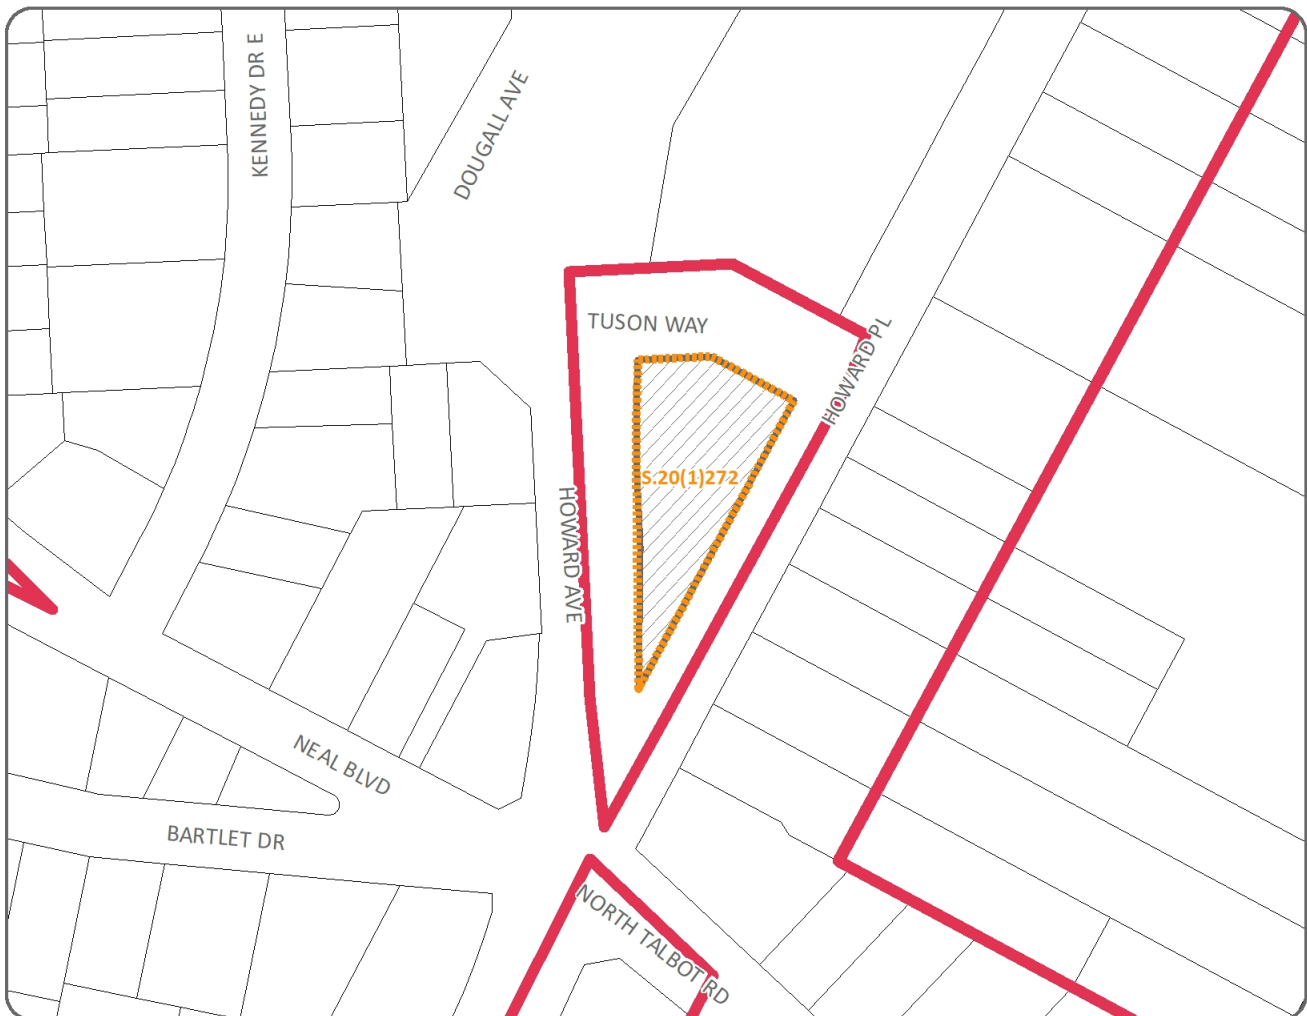 KENNEDY DR E
DOUGALL AVE
TUSON WAY
HOWARD PL
S.20(1)272
HOWARD AVE
NEAL BLVD
BARTLET DR
NORTH TALBOT RD